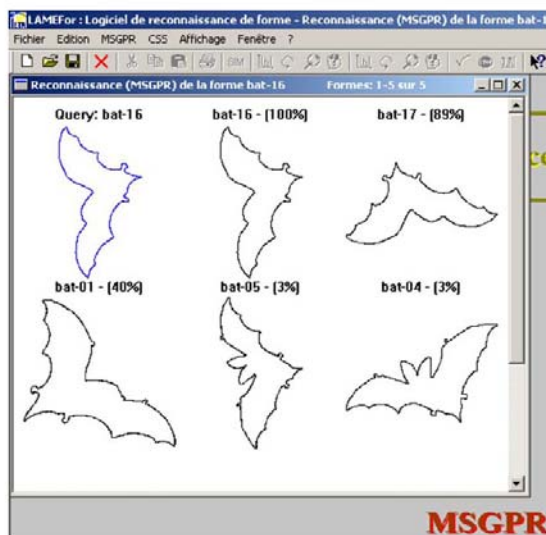 LAMEFor : Logiciel de reconnaissance de forme - Reconnaissance (MSGPR) de la forme bat-1
Fichier Edition MSGPR CSS Affichage Fenêtre ?
Reconnaissance (MSGPR) de la forme bat-16 Formes: 1-5 sur 5
Query: bat-16 bat-16 - (100%) bat-17 - (89%)
bat-01 - (40%) bat-05 - (3%) bat-04 - (3%)
MSGPR